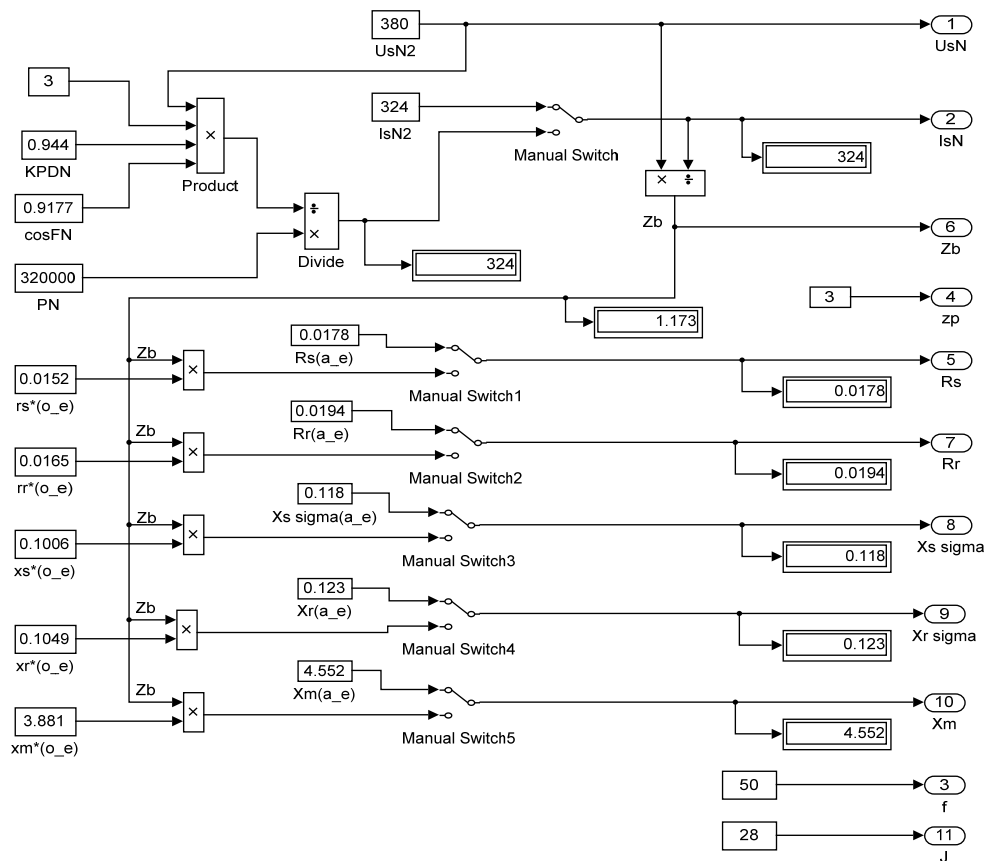 380
UsN2
1
UsN
3
0.944
KPDN
0.9177
cosFN
320000
PN
×
Product
÷
×
Divide
324
324
IsN2
Manual Switch
324
2
IsN
× ÷
Zb
6
Zb
1.173
3
4
zp
Zb
0.0152
rs*(o_e)
×
0.0178
Rs(a_e)
Manual Switch1
0.0178
5
Rs
Zb
0.0165
rr*(o_e)
×
0.0194
Rr(a_e)
Manual Switch2
0.0194
7
Rr
Zb
0.1006
xs*(o_e)
×
0.118
Xs sigma(a_e)
Manual Switch3
0.118
8
Xs sigma
Zb
0.1049
xr*(o_e)
×
0.123
Xr(a_e)
Manual Switch4
0.123
9
Xr sigma
Zb
3.881
xm*(o_e)
×
4.552
Xm(a_e)
Manual Switch5
4.552
10
Xm
50
3
f
28
11
J